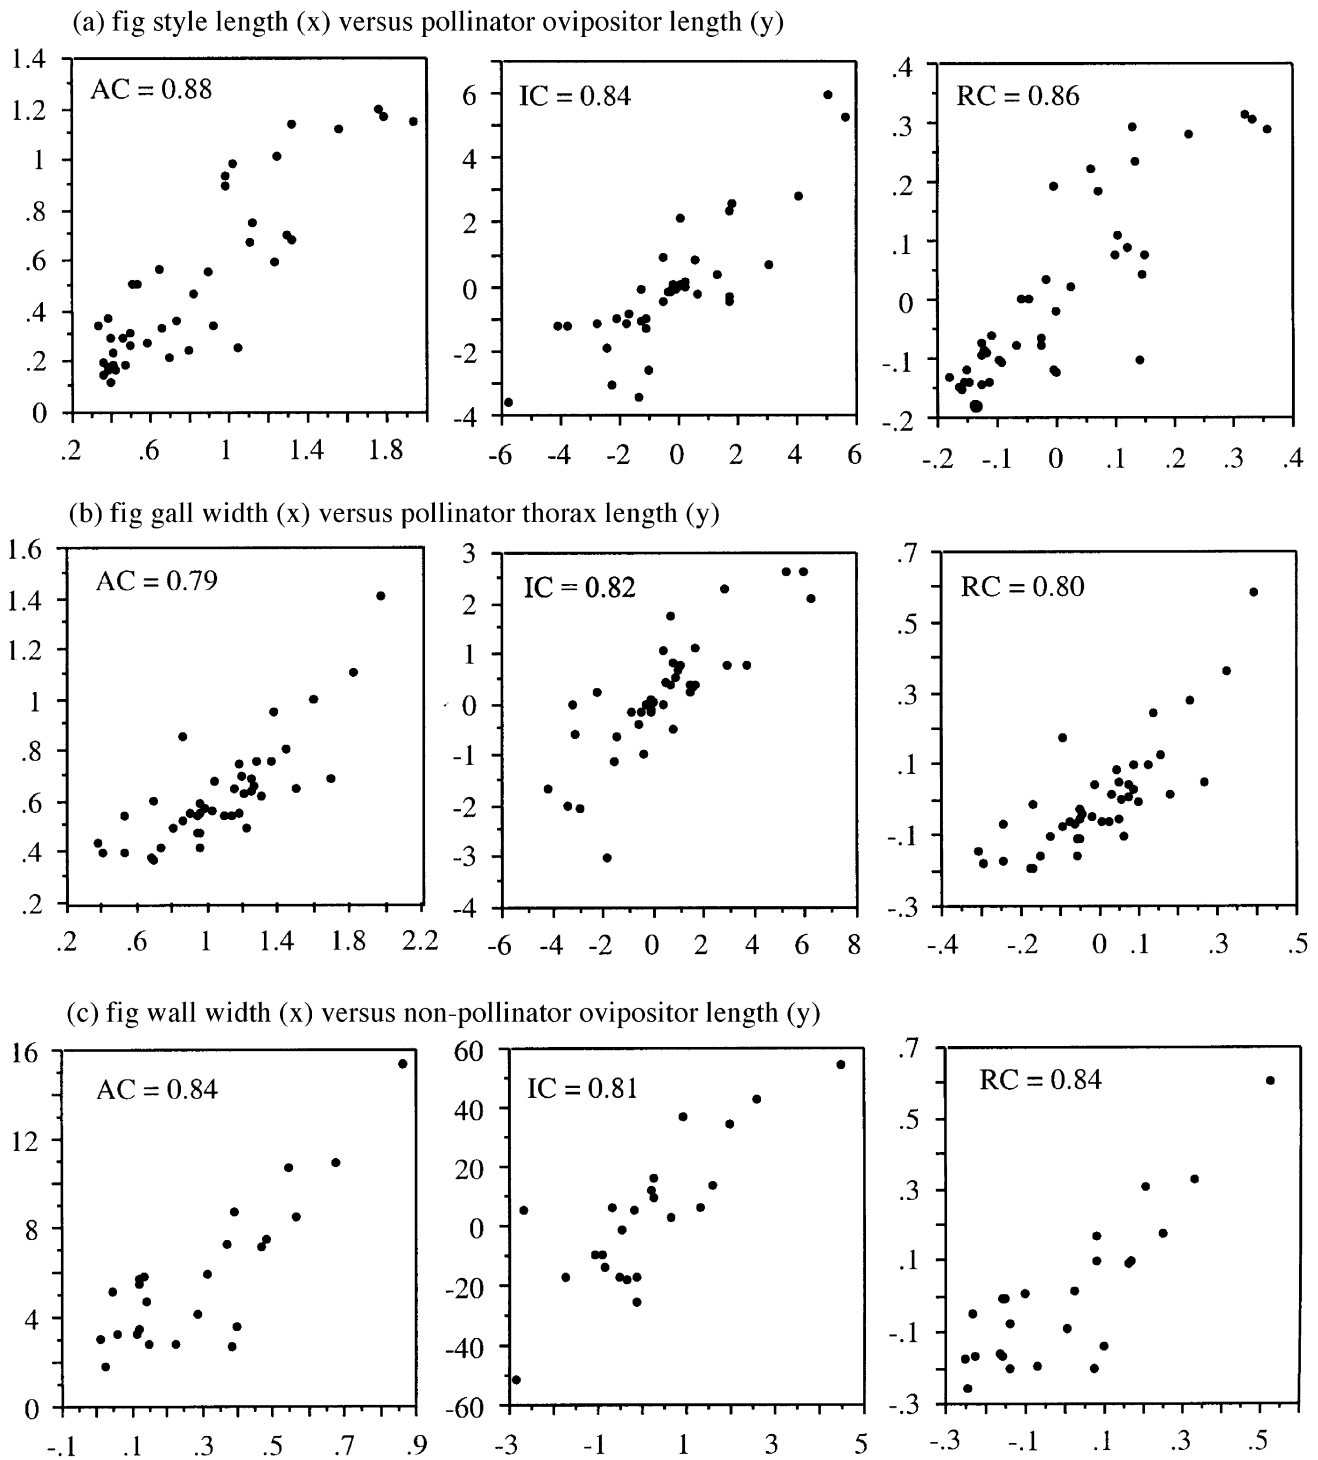 (a) fig style length (x) versus pollinator ovipositor length (y)
AC = 0.88
1.4
1.2
1
.8
.6
.4
.2
0
.2 .6 1 1.4 1.8
IC = 0.84
6
4
2
0
-2
-4
-6 -4 -2 0 2 4 6
RC = 0.86
.4
.3
.2
.1
0
-.1
-.2
-.2 -.1 0 .1 .2 .3 .4
(b) fig gall width (x) versus pollinator thorax length (y)
AC = 0.79
1.6
1.4
1.2
1
.8
.6
.4
.2
.2 .6 1 1.4 1.8 2.2
IC = 0.82
3
2
1
0
-1
-2
-3
-4
-6 -4 -2 0 2 4 6 8
RC = 0.80
.7
.5
.3
.1
-.1
-.3
-.4 -.2 0 .1 .3 .5
(c) fig wall width (x) versus non-pollinator ovipositor length (y)
AC = 0.84
16
12
8
4
0
-.1 .1 .3 .5 .7 .9
IC = 0.81
60
40
20
0
-20
-40
-60
-3 -1 1 3 5
RC = 0.84
.7
.5
.3
.1
-.1
-.3
-.3 -.1 .1 .3 .5